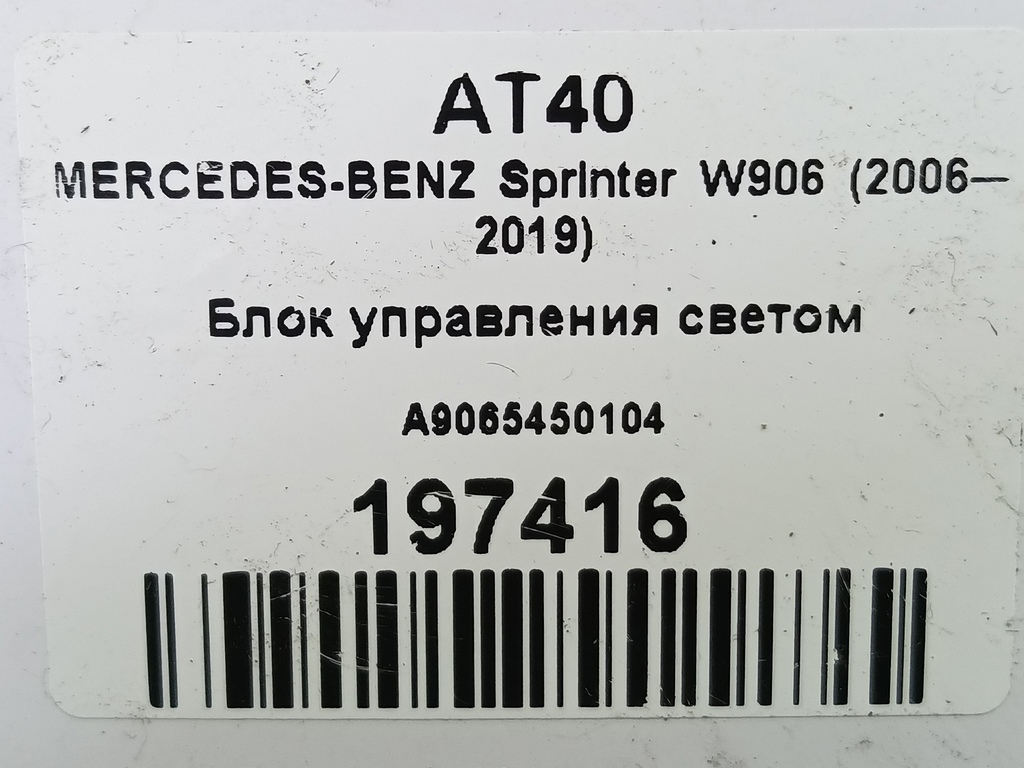 AT40
MERCEDES-BENZ Sprinter W906 (2006—
2019)
Блок управления светом
A9065450104
197416